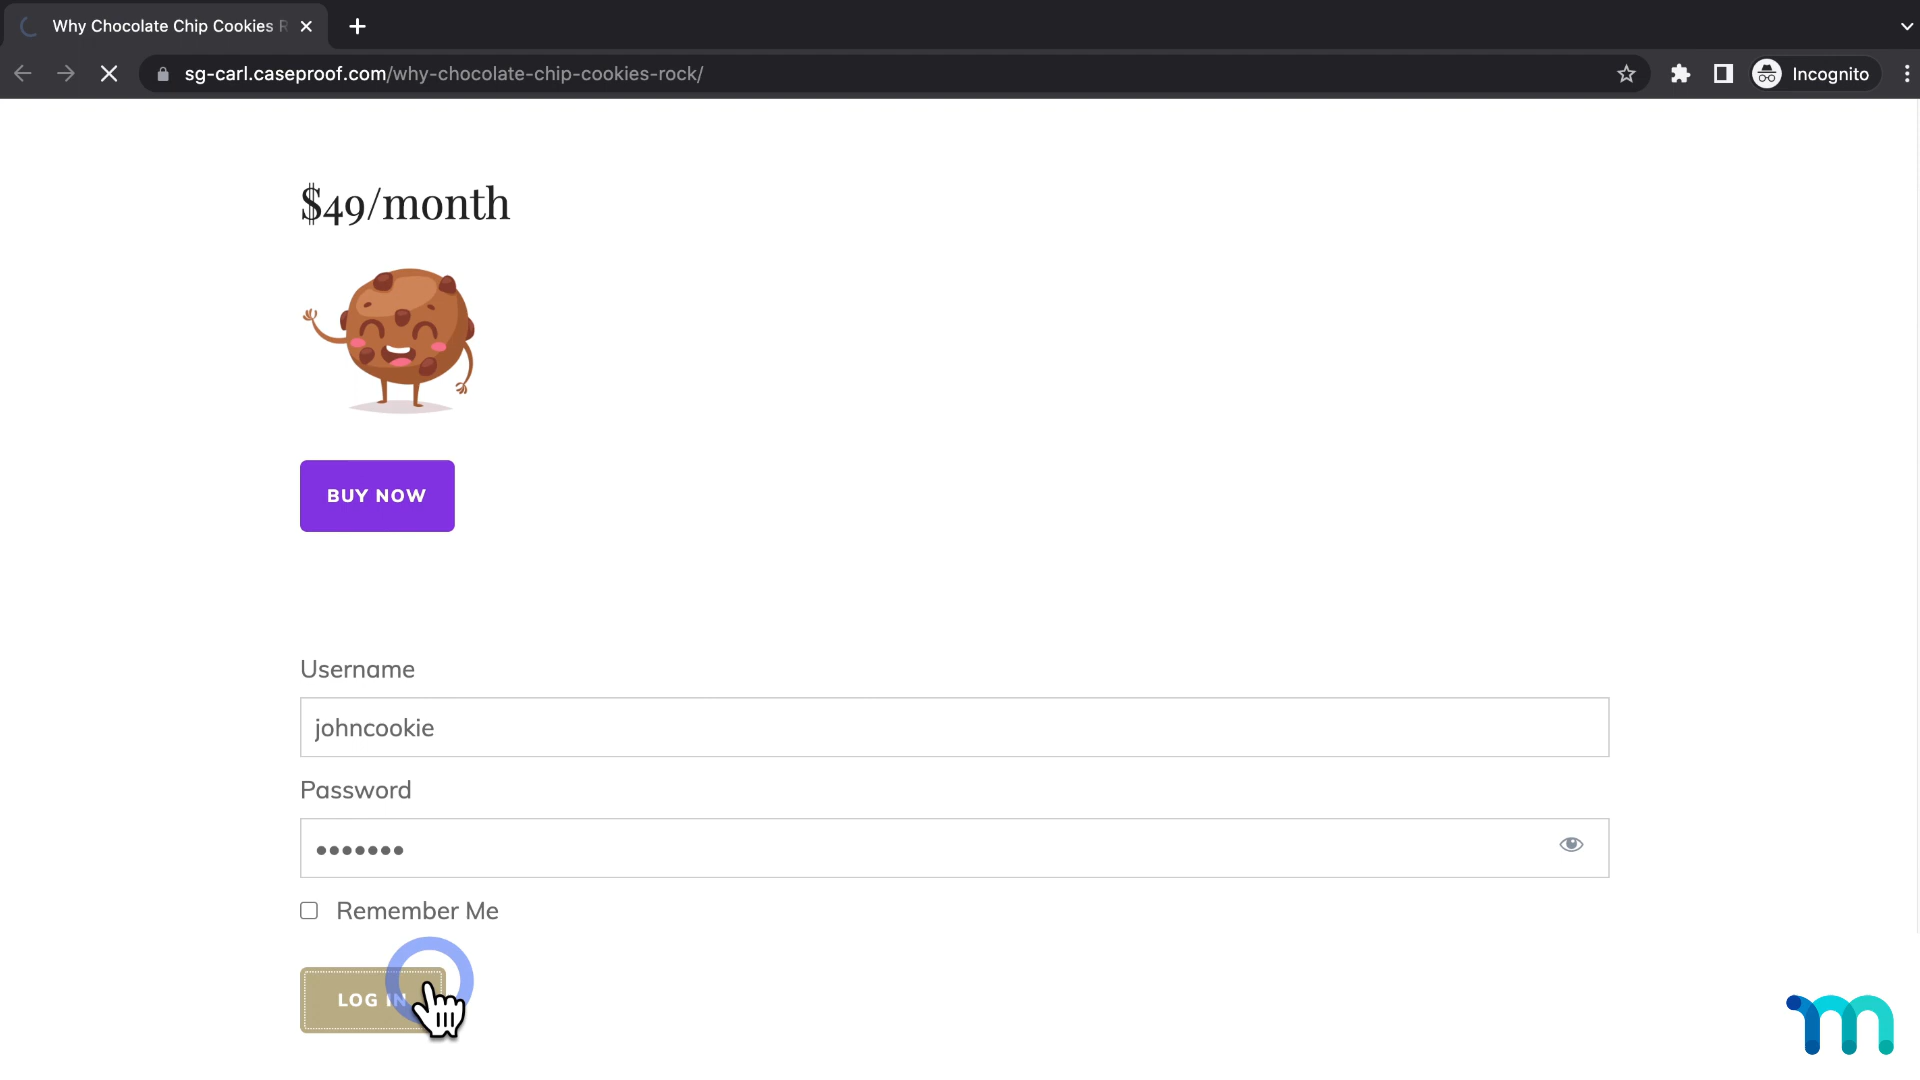 Why Chocolate Chip Cookies R
sg-carl.caseproof.com/why-chocolate-chip-cookies-rock/
Incognito
$49/month
BUY NOW
Username
johncookie
Password
Remember Me
LOG IN
m